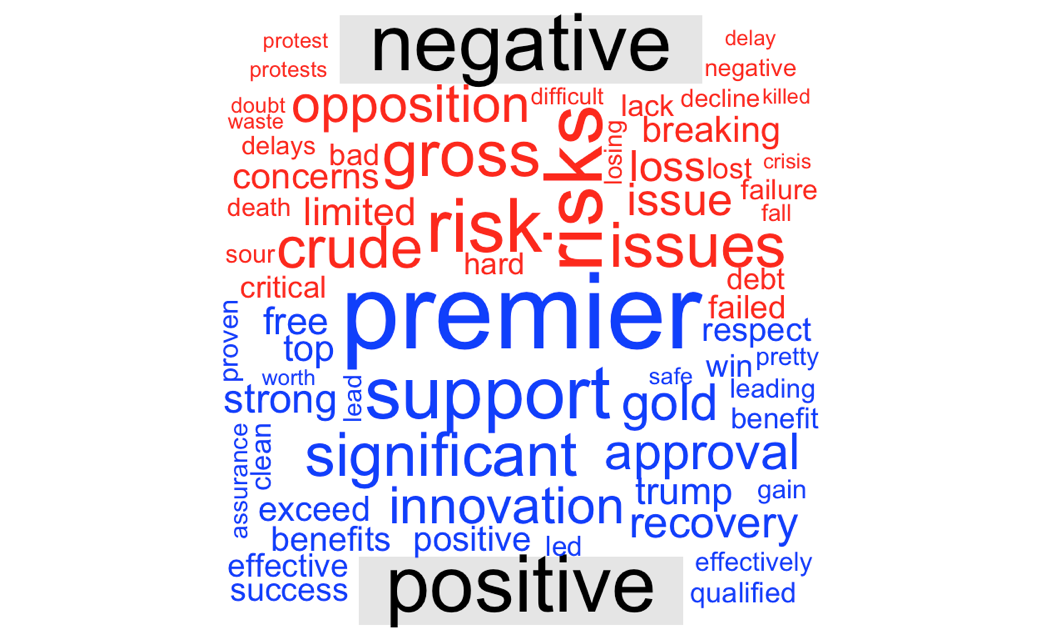 negative
protest
delay
protests
negative
difficult
doubt
opposition
lack
decline
killed
waste
breaking
delays
bad
gross
risks
losing
loss
lost
crisis
concerns
issue
failure
death
limited
risk
fall
sour
crude
hard
issues
critical
debt
failed
premier
proven
free
respect
top
win
pretty
worth
lead
support
safe
leading
strong
gold
benefit
assurance
clean
significant
approval
trump
gain
exceed
innovation
recovery
benefits
positive
led
effective
effectively
success
qualified
positive